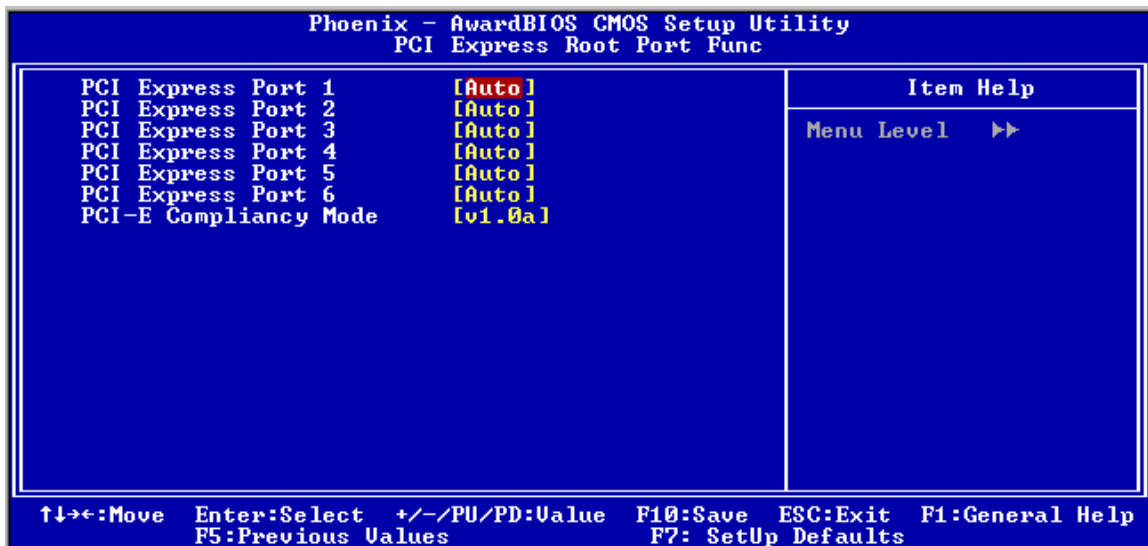 Phoenix - AwardBIOS CMOS Setup Utility
PCI Express Root Port Func
PCI Express Port 1 [Auto]
PCI Express Port 2 [Auto]
PCI Express Port 3 [Auto]
PCI Express Port 4 [Auto]
PCI Express Port 5 [Auto]
PCI Express Port 6 [Auto]
PCI-E Compliancy Mode [v1.0a]
Item Help
Menu Level ▶▶
↑↓→←:Move Enter:Select +/-/PU/PD:Value F10:Save ESC:Exit F1:General Help
F5:Previous Values F7: SetUp Defaults